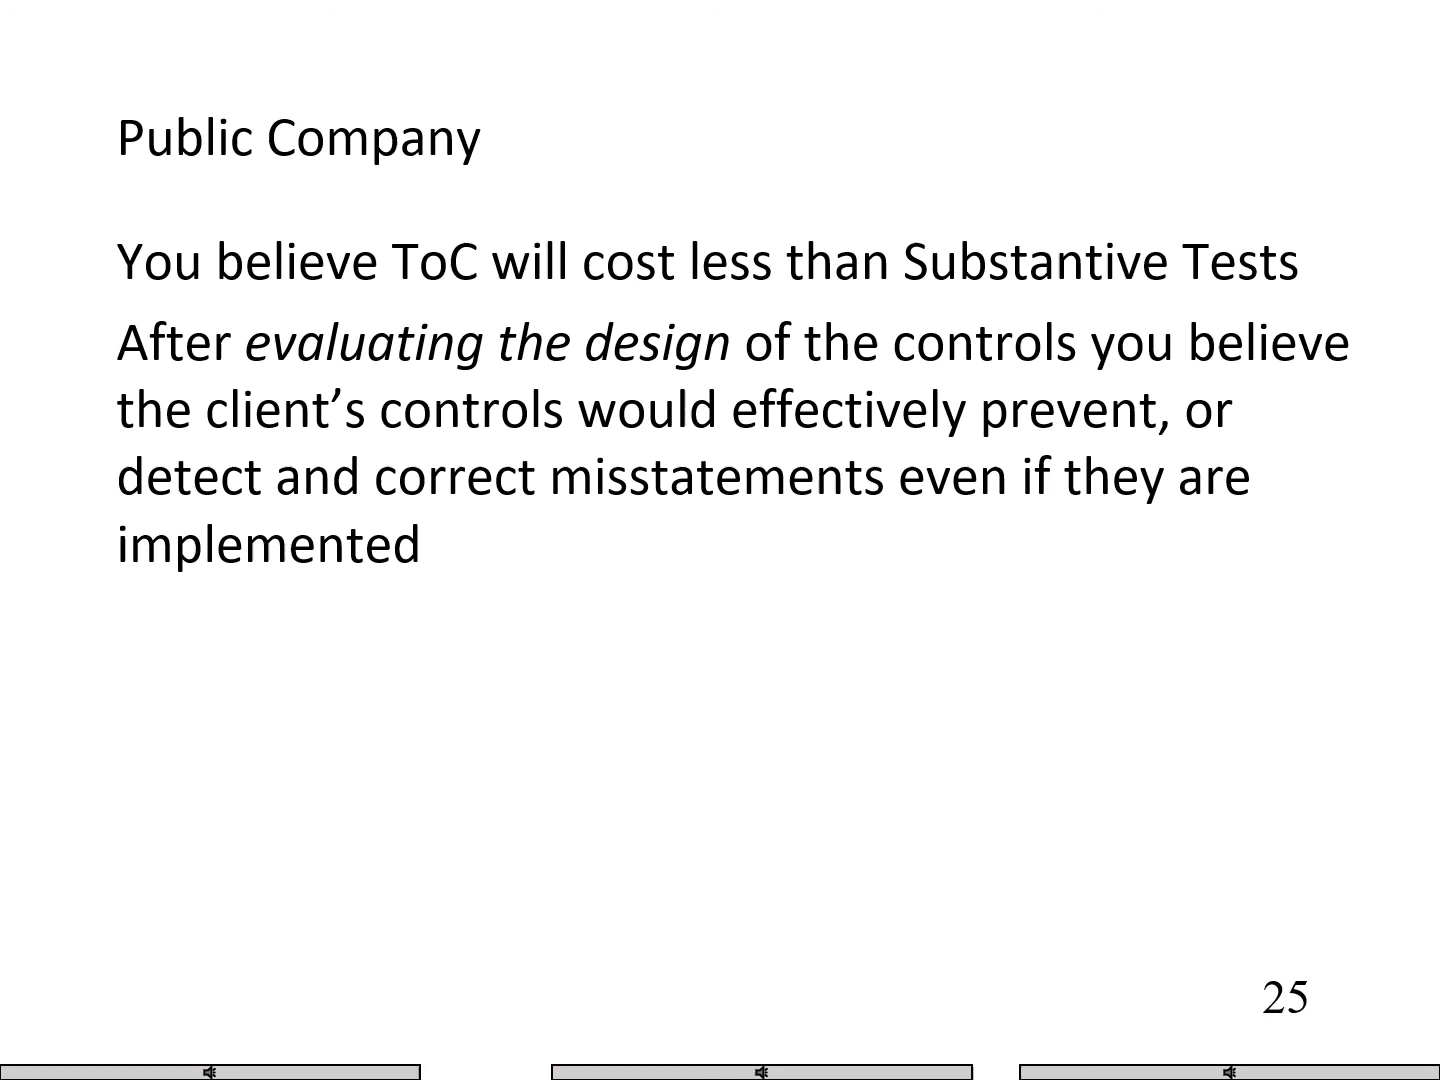 Public Company
You believe ToC will cost less than Substantive Tests
After evaluating the design of the controls you believe
the client’s controls would effectively prevent, or
detect and correct misstatements even if they are
implemented
25